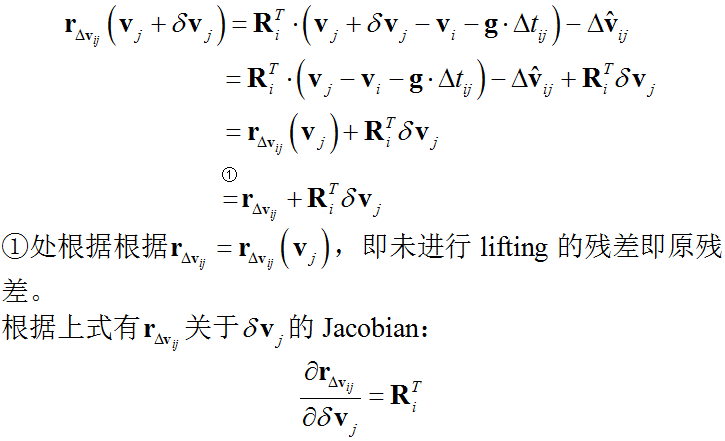 $\mathbf{r}_{\Delta \mathbf{v}_{ij}}\left(\mathbf{v}_j + \delta \mathbf{v}_j\right) = \mathbf{R}_i^T \cdot \left(\mathbf{v}_j + \delta \mathbf{v}_j - \mathbf{v}_i - \mathbf{g} \cdot \Delta t_{ij}\right) - \Delta \hat{\mathbf{v}}_{ij}$
$= \mathbf{R}_i^T \cdot \left(\mathbf{v}_j - \mathbf{v}_i - \mathbf{g} \cdot \Delta t_{ij}\right) - \Delta \hat{\mathbf{v}}_{ij} + \mathbf{R}_i^T \delta \mathbf{v}_j$
$= \mathbf{r}_{\Delta \mathbf{v}_{ij}}\left(\mathbf{v}_j\right) + \mathbf{R}_i^T \delta \mathbf{v}_j$
$\overset{①}{=} \mathbf{r}_{\Delta \mathbf{v}_{ij}} + \mathbf{R}_i^T \delta \mathbf{v}_j$
①处根据根据$\mathbf{r}_{\Delta \mathbf{v}_{ij}} = \mathbf{r}_{\Delta \mathbf{v}_{ij}}\left(\mathbf{v}_j\right)$，即未进行 lifting 的残差即原残
差。
根据上式有$\mathbf{r}_{\Delta \mathbf{v}_{ij}}$关于$\delta \mathbf{v}_j$的 Jacobian：
$\frac{\partial \mathbf{r}_{\Delta \mathbf{v}_{ij}}}{\partial \delta \mathbf{v}_j} = \mathbf{R}_i^T$